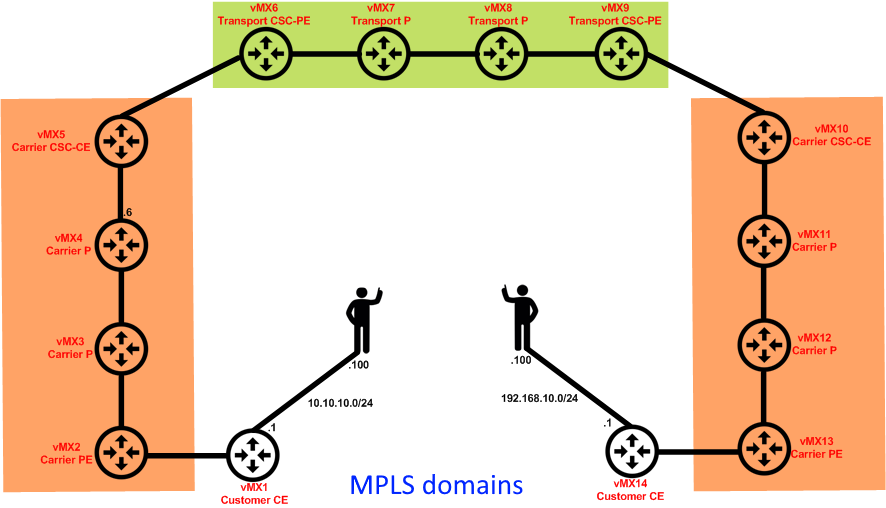 vMX6
Transport CSC-PE
vMX7
Transport P
vMX8
Transport P
vMX9
Transport CSC-PE
vMX5
Carrier CSC-CE
vMX10
Carrier CSC-CE
.6
vMX4
Carrier P
vMX11
Carrier P
vMX3
Carrier P
vMX12
Carrier P
.100
.100
10.10.10.0/24
192.168.10.0/24
.1
.1
vMX2
Carrier PE
vMX13
Carrier PE
vMX1
Customer CE
MPLS domains
vMX14
Customer CE